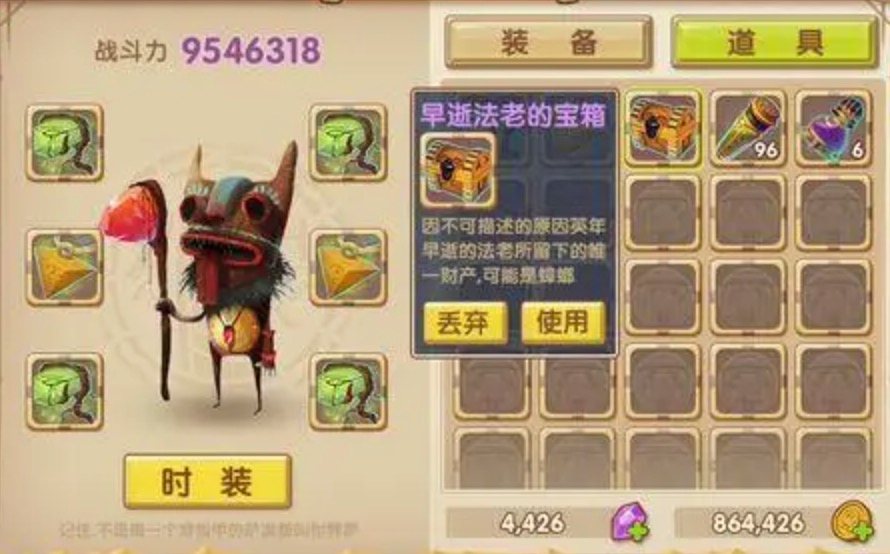 战斗力 9546318
装 备
道 具
早逝法老的宝箱
因不可描述的原因英年
早逝的法老所留下的唯
一财产,可能是蟑螂
丢弃
使用
96
6
时 装
4,426
864,426